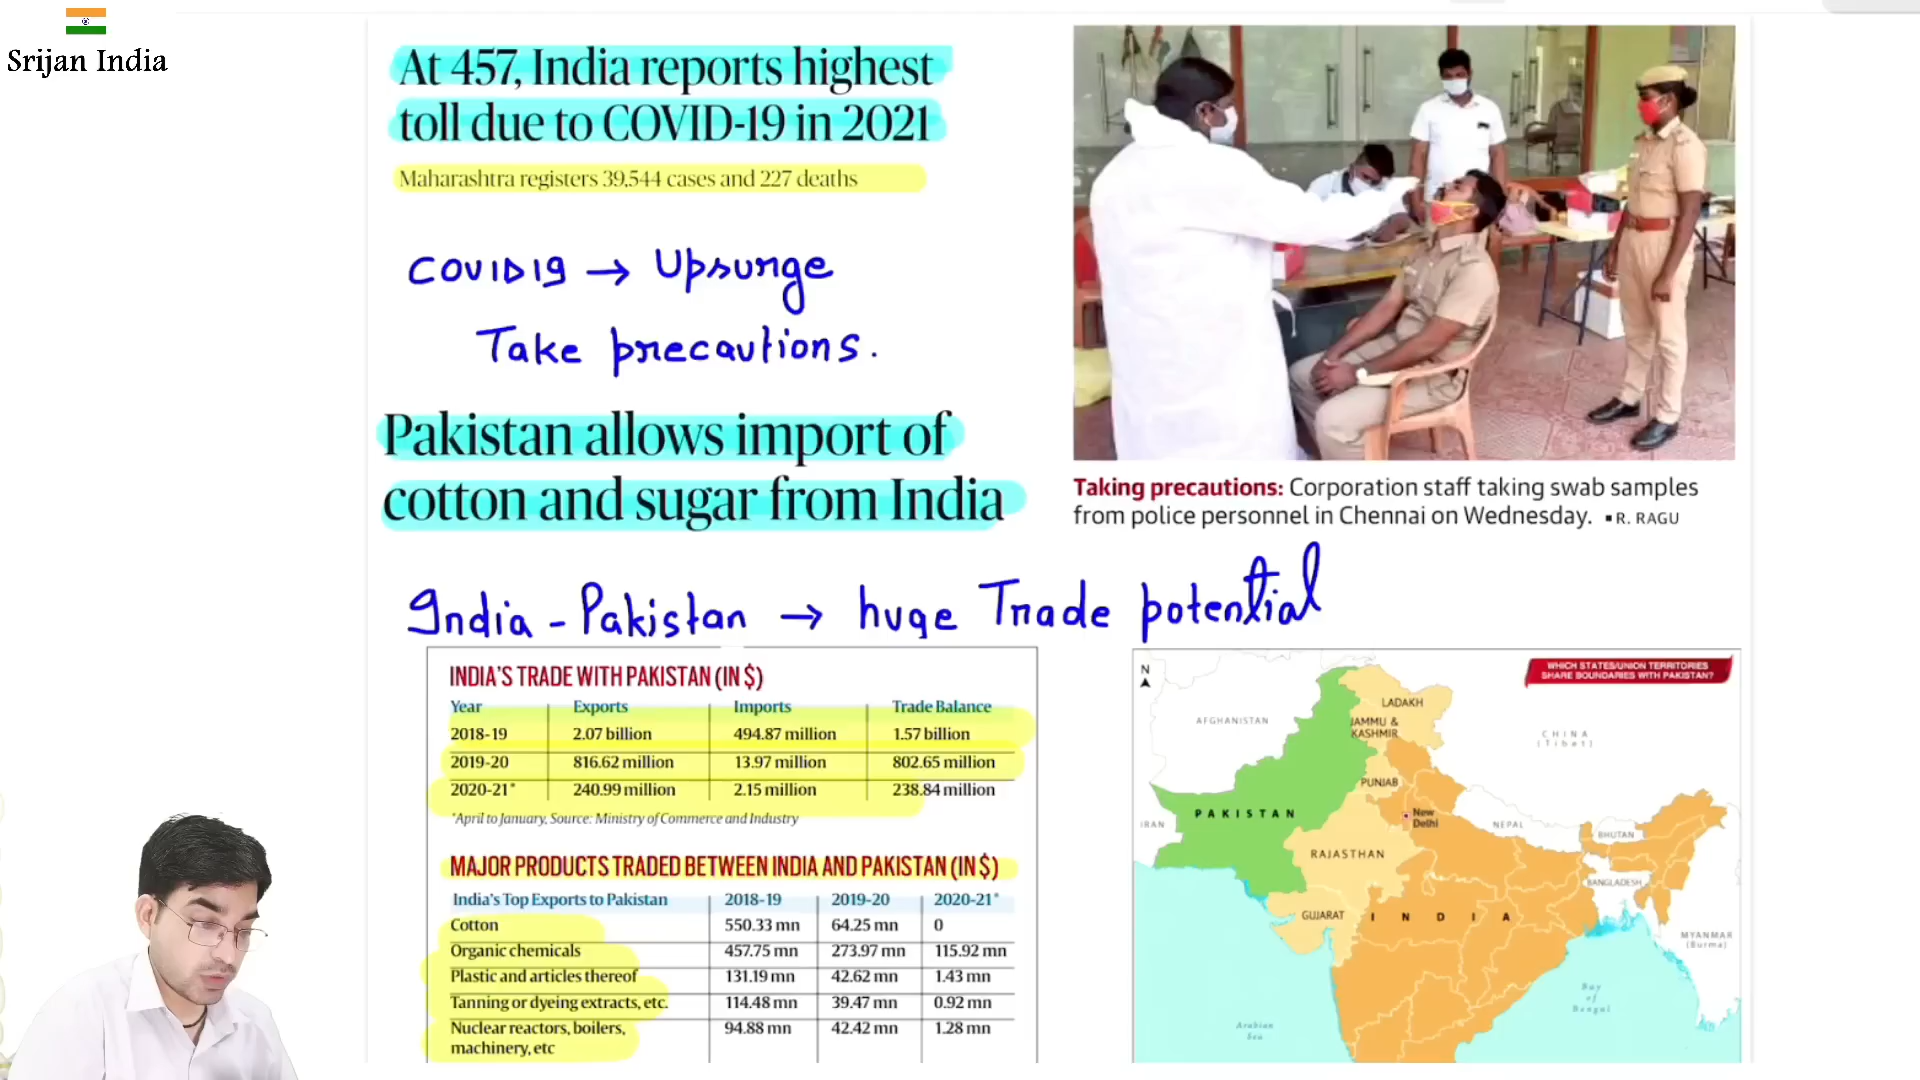 Srijan India
At 457, India reports highest
toll due to COVID-19 in 2021
Maharashtra registers 39,544 cases and 227 deaths
COVID19 → Upsurge
Take precautions.
Pakistan allows import of
cotton and sugar from India
Taking precautions: Corporation staff taking swab samples
from police personnel in Chennai on Wednesday. ▪ R. RAGU
India - Pakistan → huge Trade potential
INDIA'S TRADE WITH PAKISTAN (IN $)
Year Exports Imports Trade Balance
2018-19 2.07 billion 494.87 million 1.57 billion
2019-20 816.62 million 13.97 million 802.65 million
2020-21* 240.99 million 2.15 million 238.84 million
*April to January, Source: Ministry of Commerce and Industry
MAJOR PRODUCTS TRADED BETWEEN INDIA AND PAKISTAN (IN $)
India's Top Exports to Pakistan 2018-19 2019-20 2020-21*
Cotton 550.33 mn 64.25 mn 0
Organic chemicals 457.75 mn 273.97 mn 115.92 mn
Plastic and articles thereof 131.19 mn 42.62 mn 1.43 mn
Tanning or dyeing extracts, etc. 114.48 mn 39.47 mn 0.92 mn
Nuclear reactors, boilers, 94.88 mn 42.42 mn 1.28 mn
machinery, etc
WHICH STATES/UNION TERRITORIES
SHARE BOUNDARIES WITH PAKISTAN?
N
LADAKH
AFGHANISTAN
JAMMU &
KASHMIR
CHINA
(Tibet)
PUNJAB
PAKISTAN
New
Delhi
IRAN
NEPAL
BHUTAN
RAJASTHAN
BANGLADESH
GUJARAT
INDIA
MYANMAR
(Burma)
Bay
of
Bengal
Arabian
Sea